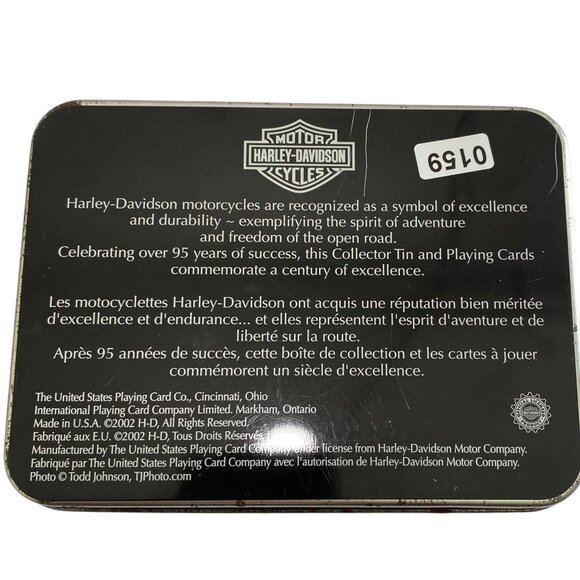 MOTOR
HARLEY-DAVIDSON
CYCLES
0159
Harley-Davidson motorcycles are recognized as a symbol of excellence
and durability ~ exemplifying the spirit of adventure
and freedom of the open road.
Celebrating over 95 years of success, this Collector Tin and Playing Cards
commemorate a century of excellence.
Les motocyclettes Harley-Davidson ont acquis une réputation bien méritée
d'excellence et d'endurance... et elles représentent l'esprit d'aventure et de
liberté sur la route.
Après 95 années de succès, cette boîte de collection et les cartes à jouer
commémorent un siècle d'excellence.
The United States Playing Card Co., Cincinnati, Ohio
International Playing Card Company Limited. Markham, Ontario
Made in U.S.A. ©2002 H-D, All Rights Reserved.
Fabriqué aux E.U. ©2002 H-D, Tous Droits Réservés.
Manufactured by The United States Playing Card Company under license from Harley-Davidson Motor Company.
Fabriqué par The United States Playing Card Company avec l'autorisation de Harley-Davidson Motor Company.
Photo © Todd Johnson, TJPhoto.com